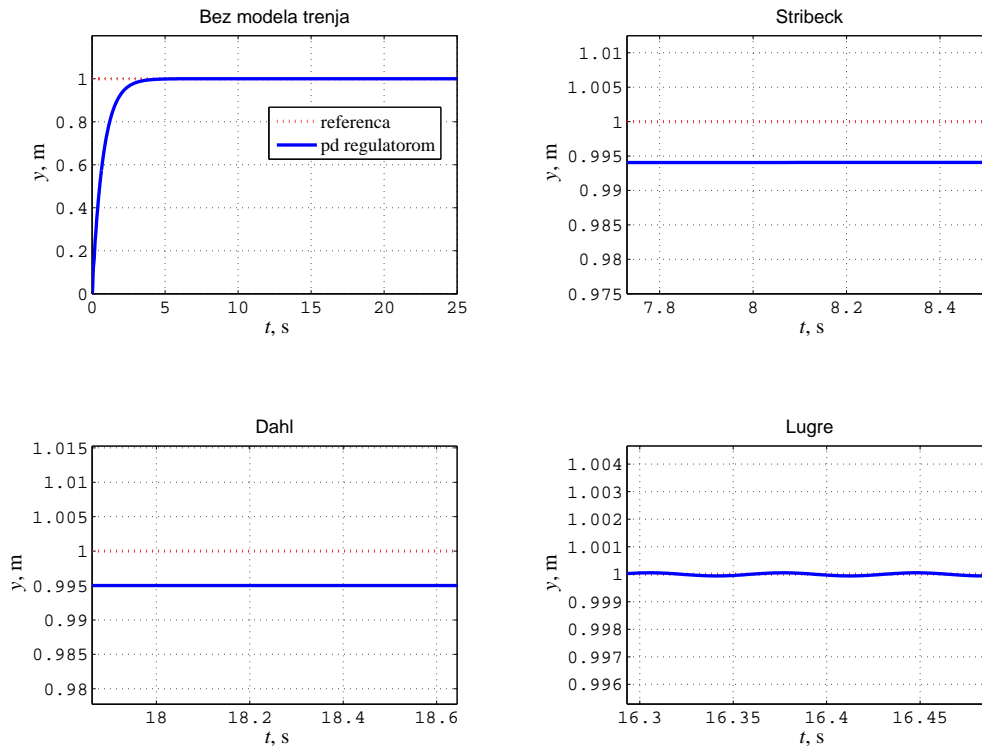 Bez modela trenja
1
0.8
0.6
0.4
0.2
0
y, m
referenca
pd regulatorom
0 5 10 15 20 25
t, s
Stribeck
1.01
1.005
1
0.995
0.99
0.985
0.98
0.975
y, m
7.8 8 8.2 8.4
t, s
Dahl
1.015
1.01
1.005
1
0.995
0.99
0.985
0.98
y, m
18 18.2 18.4 18.6
t, s
Lugre
1.004
1.003
1.002
1.001
1
0.999
0.998
0.997
0.996
y, m
16.3 16.35 16.4 16.45
t, s